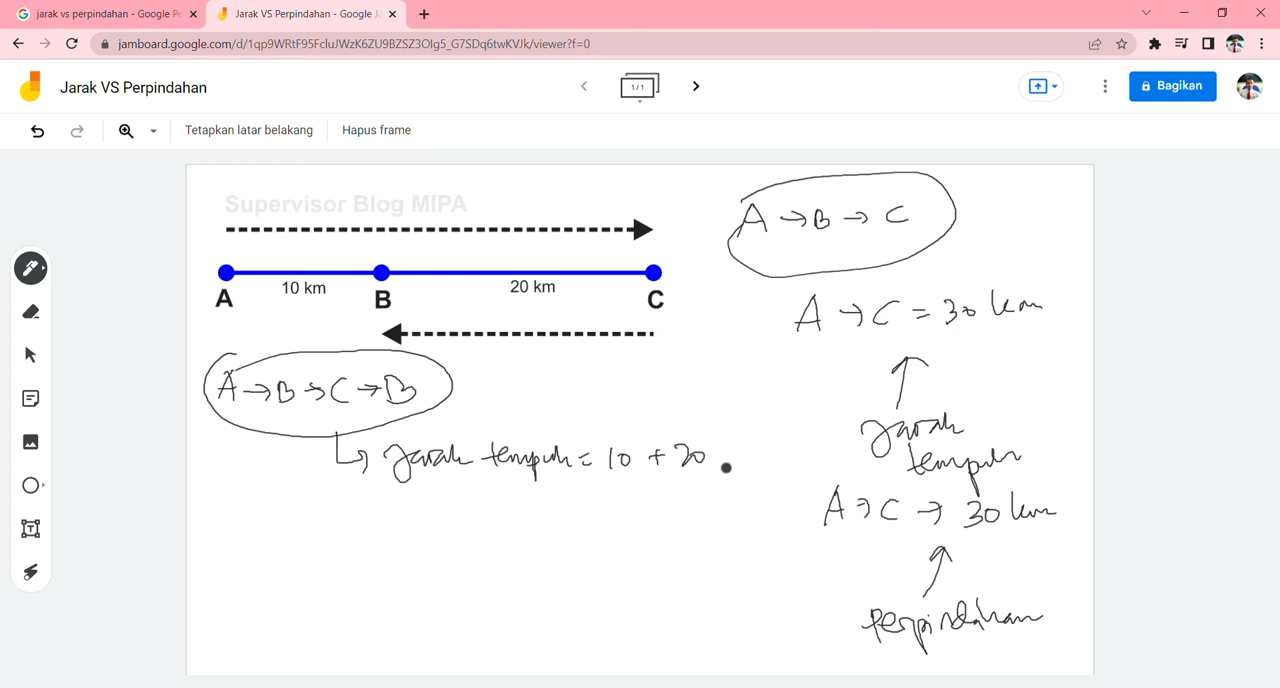 jarak vs perpindahan - Google Pe
Jarak VS Perpindahan - Google Ja
jamboard.google.com/d/1qp9WRtF95FcluJWzK6ZU9BZSZ3OIg5_G7SDq6twKVJk/viewer?f=0
Jarak VS Perpindahan
1/1
Bagikan
Tetapkan latar belakang
Hapus frame
Supervisor Blog MIPA
A → B → C
10 km
20 km
A
B
C
A → C = 30 km
A → B → C → B
Jarak tempuh
Jarak tempuh = 10 + 20
A → C → 30 km
perpindahan